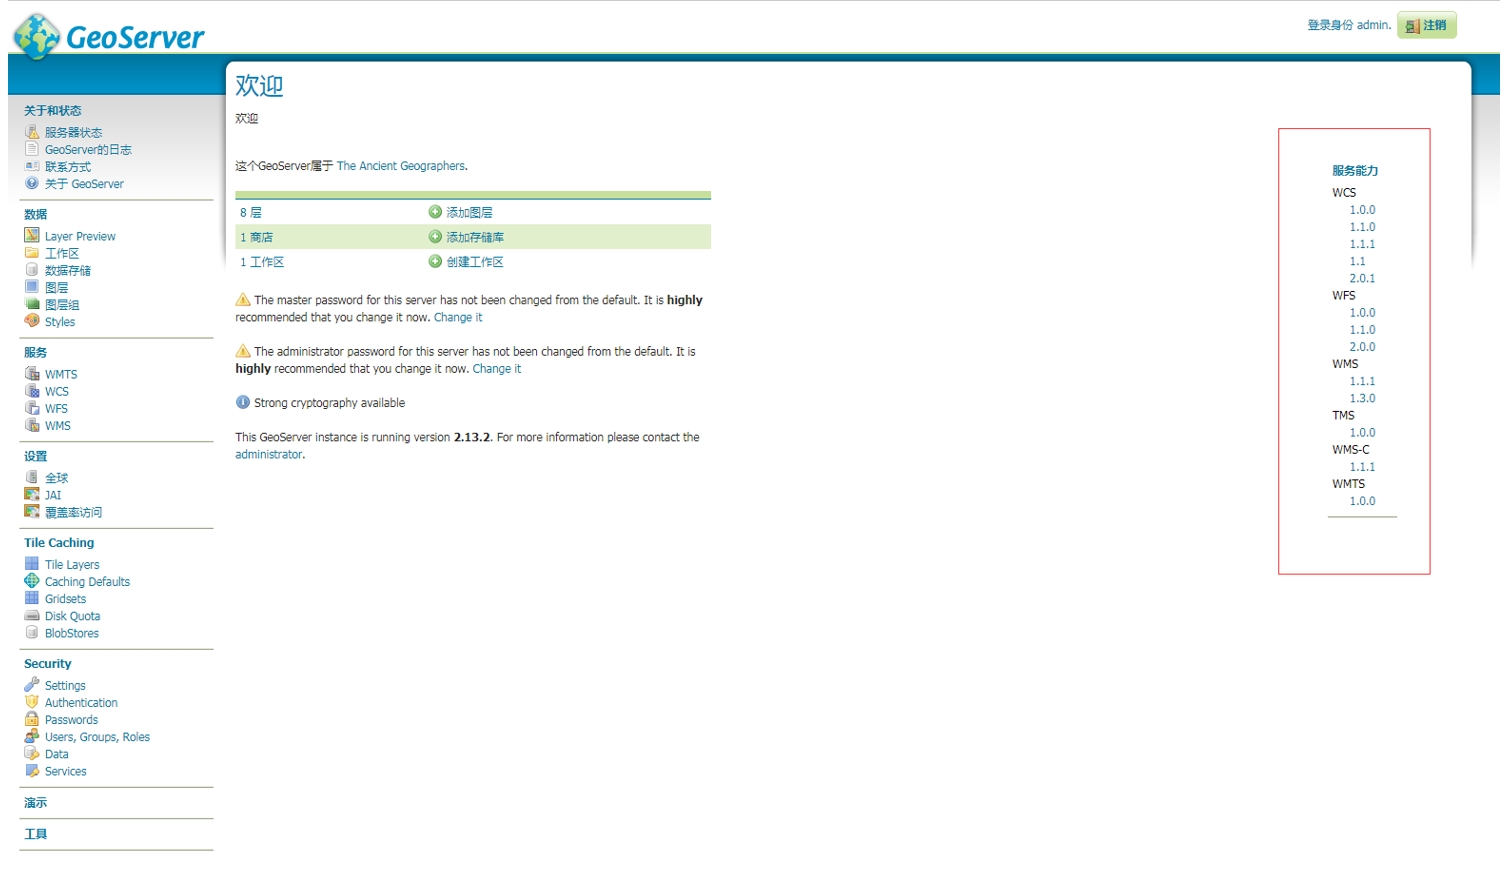 GeoServer
登录身份 admin.
注销
关于和状态
服务器状态
GeoServer的日志
联系方式
关于 GeoServer
数据
Layer Preview
工作区
数据存储
图层
图层组
Styles
服务
WMTS
WCS
WFS
WMS
设置
全球
JAI
覆盖率访问
Tile Caching
Tile Layers
Caching Defaults
Gridsets
Disk Quota
BlobStores
Security
Settings
Authentication
Passwords
Users, Groups, Roles
Data
Services
演示
工具
欢迎
欢迎
这个GeoServer属于 The Ancient Geographers.
8 层 添加图层
1 商店 添加存储库
1 工作区 创建工作区
The master password for this server has not been changed from the default. It is highly
recommended that you change it now. Change it
The administrator password for this server has not been changed from the default. It is
highly recommended that you change it now. Change it
Strong cryptography available
This GeoServer instance is running version 2.13.2. For more information please contact the
administrator.
服务能力
WCS
1.0.0
1.1.0
1.1.1
1.1
2.0.1
WFS
1.0.0
1.1.0
2.0.0
WMS
1.1.1
1.3.0
TMS
1.0.0
WMS-C
1.1.1
WMTS
1.0.0